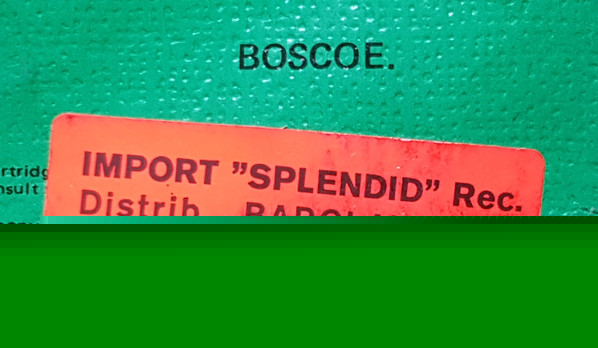 BOSCOE.
IMPORT ”SPLENDID” Rec.
Distrib